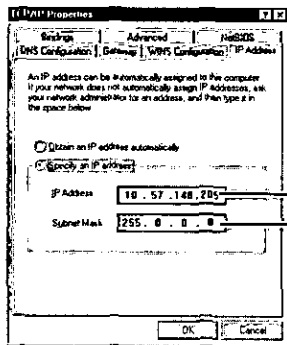 TCP/IP Properties
Bindings Advanced NetBIOS
DNS Configuration Gateway WINS Configuration IP Address
An IP address can be automatically assigned to this computer.
If your network does not automatically assign IP addresses, ask
your network administrator for an address, and then type it in
the space below.
Obtain an IP address automatically
Specify an IP address:
IP Address: 10 .57 .148.205
Subnet Mask: 255. 0 . 0 . 0
OK Cancel